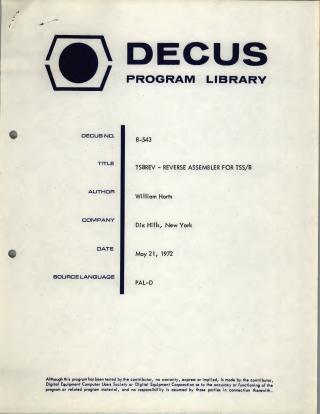 DECUS
PROGRAM LIBRARY
DECUS NO. 8-543
TITLE TS8REV - REVERSE ASSEMBLER FOR TSS/8
AUTHOR William Harts
COMPANY Dix Hills, New York
DATE May 21, 1972
SOURCE LANGUAGE PAL-D
Although this program has been tested by the contributor, no warranty, express or implied, is made by the contributor,
Digital Equipment Computer Users Society or Digital Equipment Corporation as to the accuracy or functioning of the
program or related program material, and no responsibility is assumed by these parties in connection therewith.